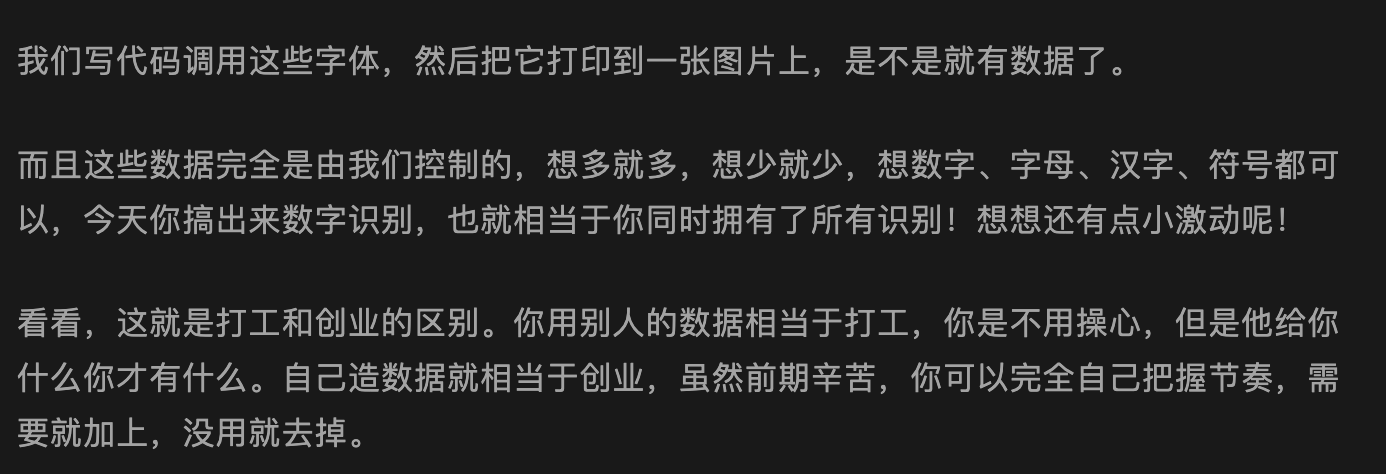 我们写代码调用这些字体，然后把它打印到一张图片上，是不是就有数据了。
而且这些数据完全是由我们控制的，想多就多，想少就少，想数字、字母、汉字、符号都可
以，今天你搞出来数字识别，也就相当于你同时拥有了所有识别！想想还有点小激动呢！
看看，这就是打工和创业的区别。你用别人的数据相当于打工，你是不用操心，但是他给你
什么你才有什么。自己造数据就相当于创业，虽然前期辛苦，你可以完全自己把握节奏，需
要就加上，没用就去掉。